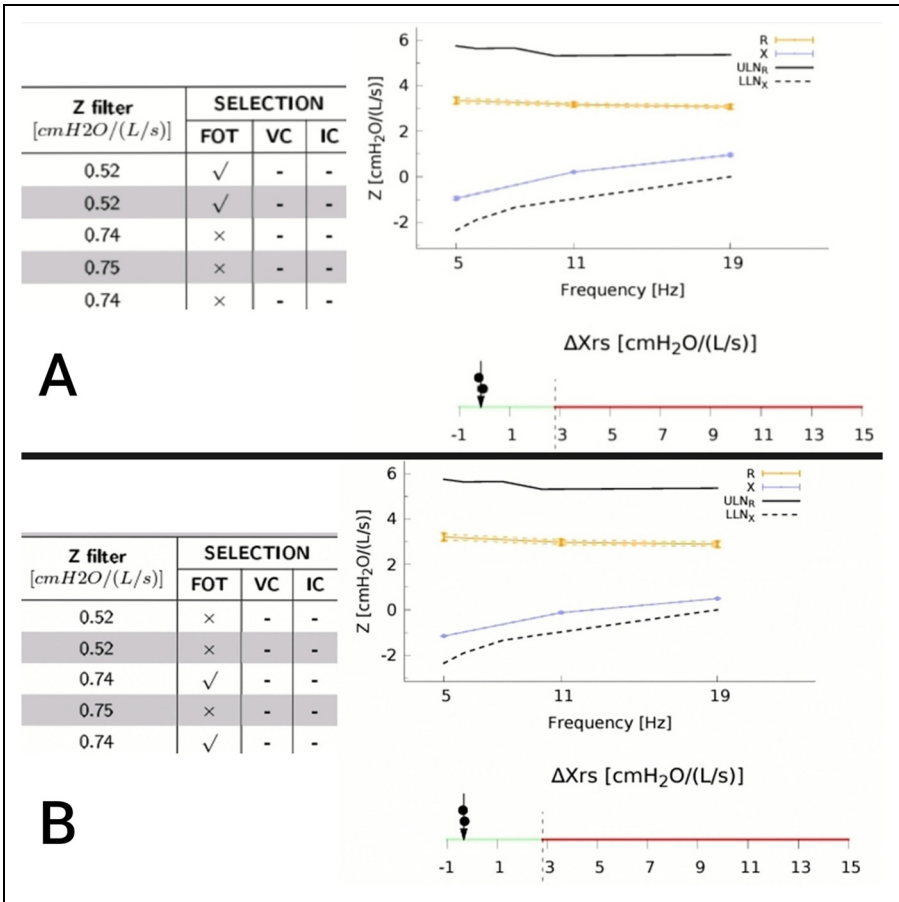 Z filter
[cmH2O/(L/s)]
SELECTION
FOT VC IC
0.52 √ - -
0.52 √ - -
0.74 × - -
0.75 × - -
0.74 × - -
A
6
4
2
0
-2
Z [cmH₂O/(L/s)]
R
X
ULN_R
LLN_X
5 11 19
Frequency [Hz]
ΔXrs [cmH₂O/(L/s)]
-1 1 3 5 7 9 11 13 15
Z filter
[cmH2O/(L/s)]
SELECTION
FOT VC IC
0.52 × - -
0.52 × - -
0.74 √ - -
0.75 × - -
0.74 √ - -
B
6
4
2
0
-2
Z [cmH₂O/(L/s)]
R
X
ULN_R
LLN_X
5 11 19
Frequency [Hz]
ΔXrs [cmH₂O/(L/s)]
-1 1 3 5 7 9 11 13 15